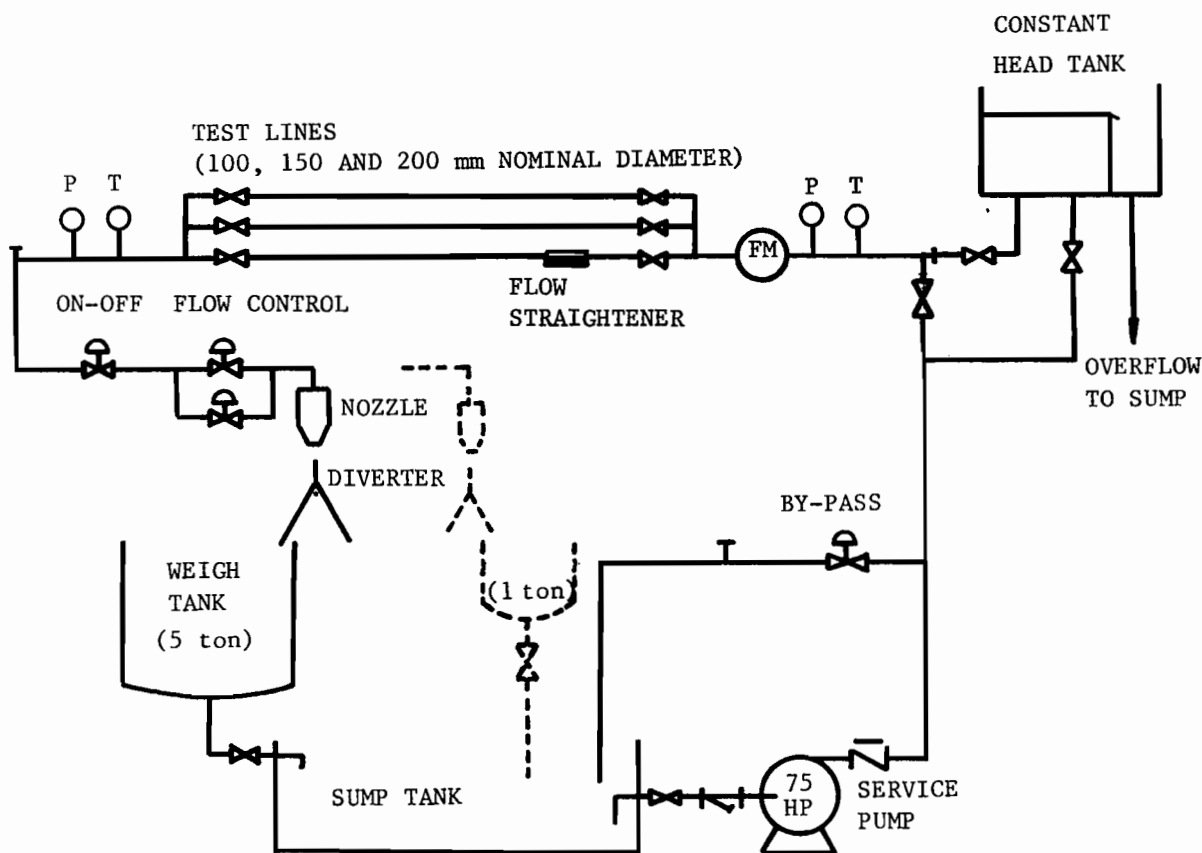 CONSTANT
HEAD TANK
TEST LINES
(100, 150 AND 200 mm NOMINAL DIAMETER)
P
T
P
T
FM
ON-OFF
FLOW CONTROL
FLOW
STRAIGHTENER
OVERFLOW
TO SUMP
NOZZLE
DIVERTER
BY-PASS
WEIGH
TANK
(5 ton)
(1 ton)
SUMP TANK
75
HP
SERVICE
PUMP